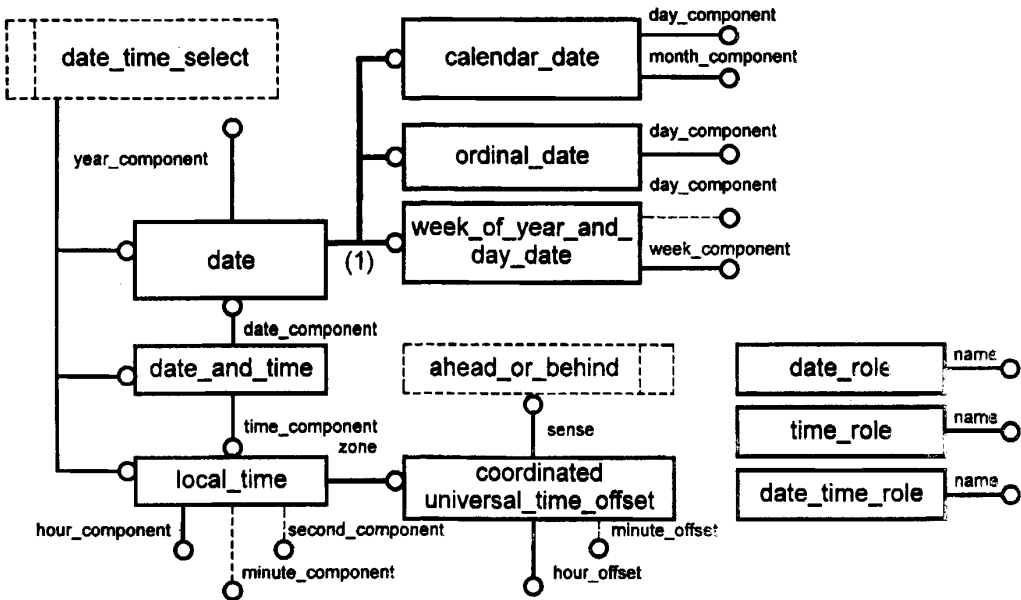 day_component
date_time_select
calendar_date
month_component
day_component
year_component
ordinal_date
day_component
week_of_year_and_
day_date
week_component
date
(1)
date_component
date_and_time
ahead_or_behind
date_role
name
time_component
sense
time_role
name
zone
local_time
coordinated
universal_time_offset
date_time_role
name
hour_component
second_component
minute_offset
minute_component
hour_offset